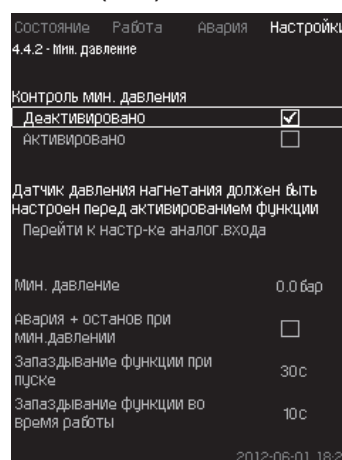 Состояние Работа Авария Настройки
4.4.2 - Мин. давление
Контроль мин. давления
Деактивировано
Активировано
Датчик давления нагнетания должен быть
настроен перед активированием функции
Перейти к настр-ке аналог.входа
Мин. давление 0.0 бар
Авария + останов при
мин.давлении
Запаздывание функции при
пуске 30с
Запаздывание функции во
время работы 10с
2012-06-01 18:2